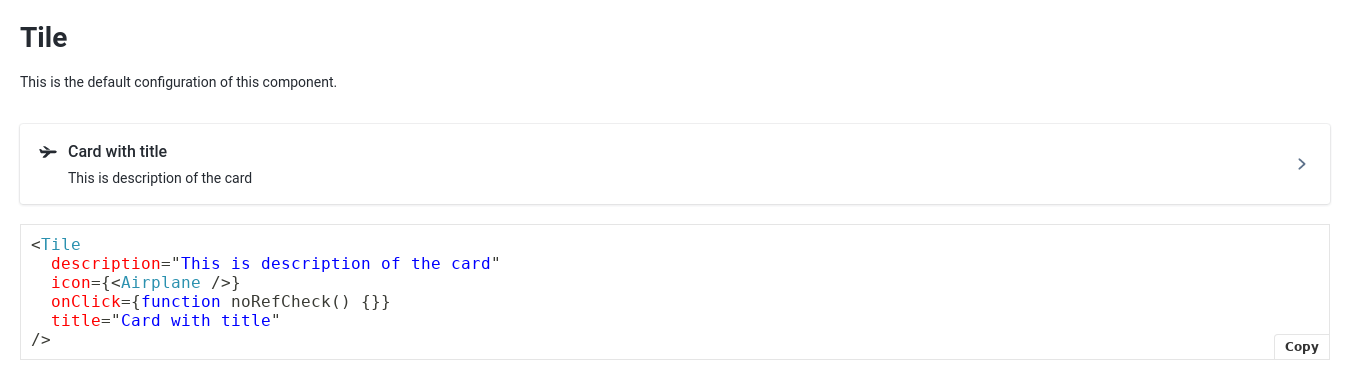 Tile
This is the default configuration of this component.
Card with title
This is description of the card
<Tile
  description="This is description of the card"
  icon={<Airplane />}
  onClick={function noRefCheck() {}}
  title="Card with title"
/>
Copy